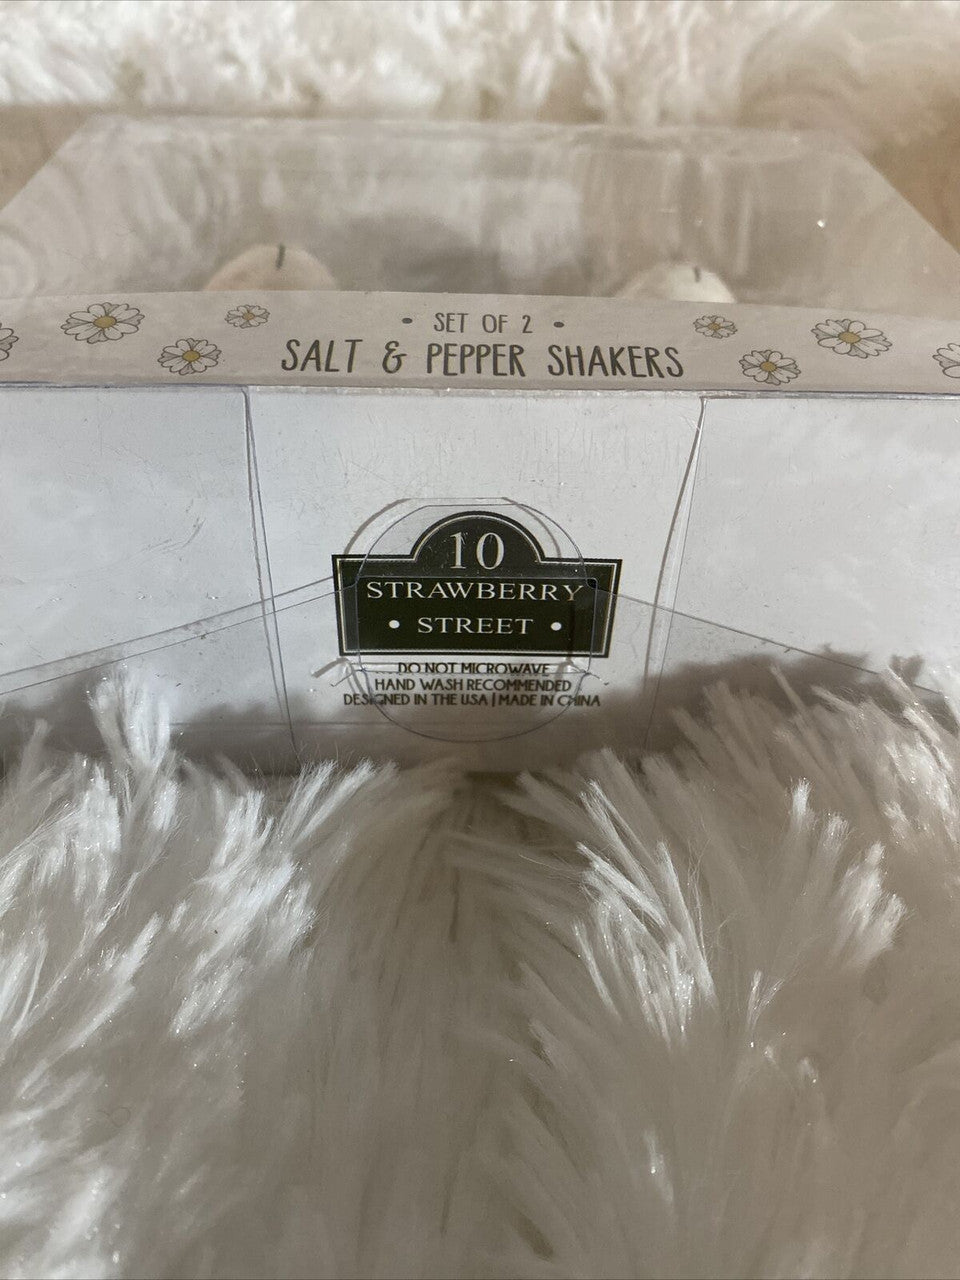 • SET OF 2 •
SALT & PEPPER SHAKERS
10
STRAWBERRY
• STREET •
DO NOT MICROWAVE
HAND WASH RECOMMENDED
DESIGNED IN THE USA | MADE IN CHINA